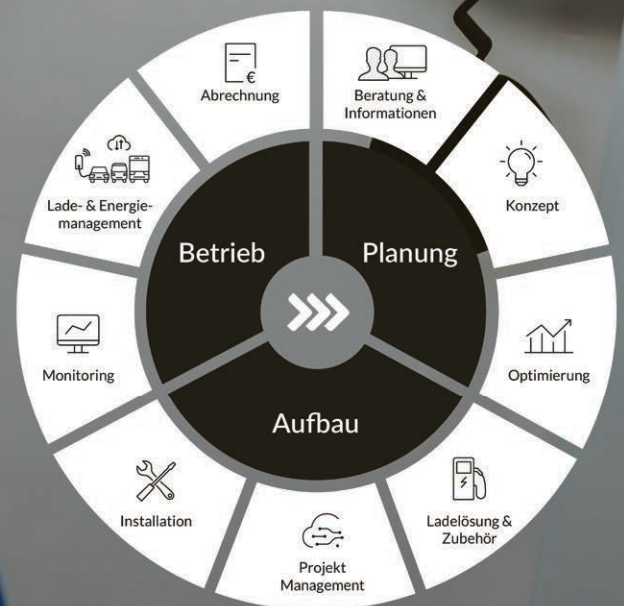 Abrechnung
€
Beratung &
Informationen
Konzept
Optimierung
Ladelösung &
Zubehör
Projekt
Management
Installation
Monitoring
Lade- & Energie-
management
Betrieb
Planung
Aufbau